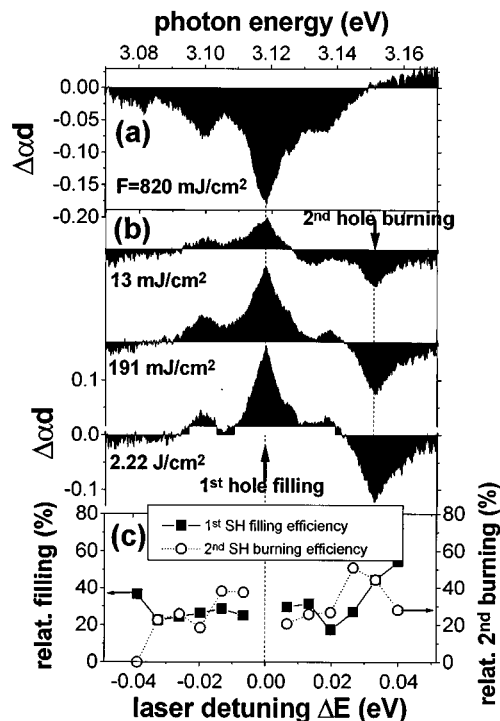 photon energy (eV)
3.08 3.10 3.12 3.14 3.16
0.00
-0.05
-0.10
-0.15
-0.20
Δαd
(a)
F=820 mJ/cm²
(b)
2nd hole burning
13 mJ/cm²
191 mJ/cm²
0.1
0.0
-0.1
Δαd
2.22 J/cm²
1st hole filling
(c)
1st SH filling efficiency
2nd SH burning efficiency
80
60
40
20
0
relat. filling (%)
80
60
40
20
0
relat. 2nd burning (%)
-0.04 -0.02 0.00 0.02 0.04
laser detuning ΔE (eV)